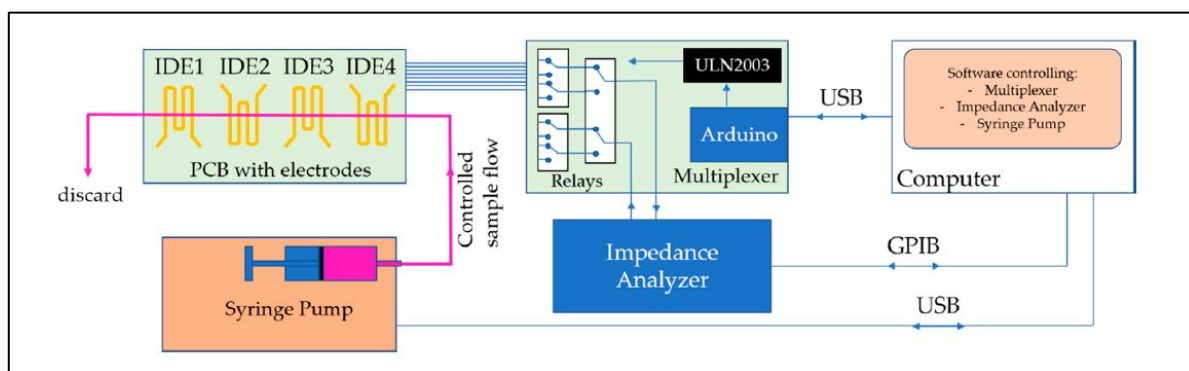 IDE1 IDE2 IDE3 IDE4
PCB with electrodes
discard
Controlled
sample flow
Syringe Pump
ULN2003
Arduino
Relays
Multiplexer
USB
Software controlling:
- Multiplexer
- Impedance Analyzer
- Syringe Pump
Computer
Impedance
Analyzer
GPIB
USB